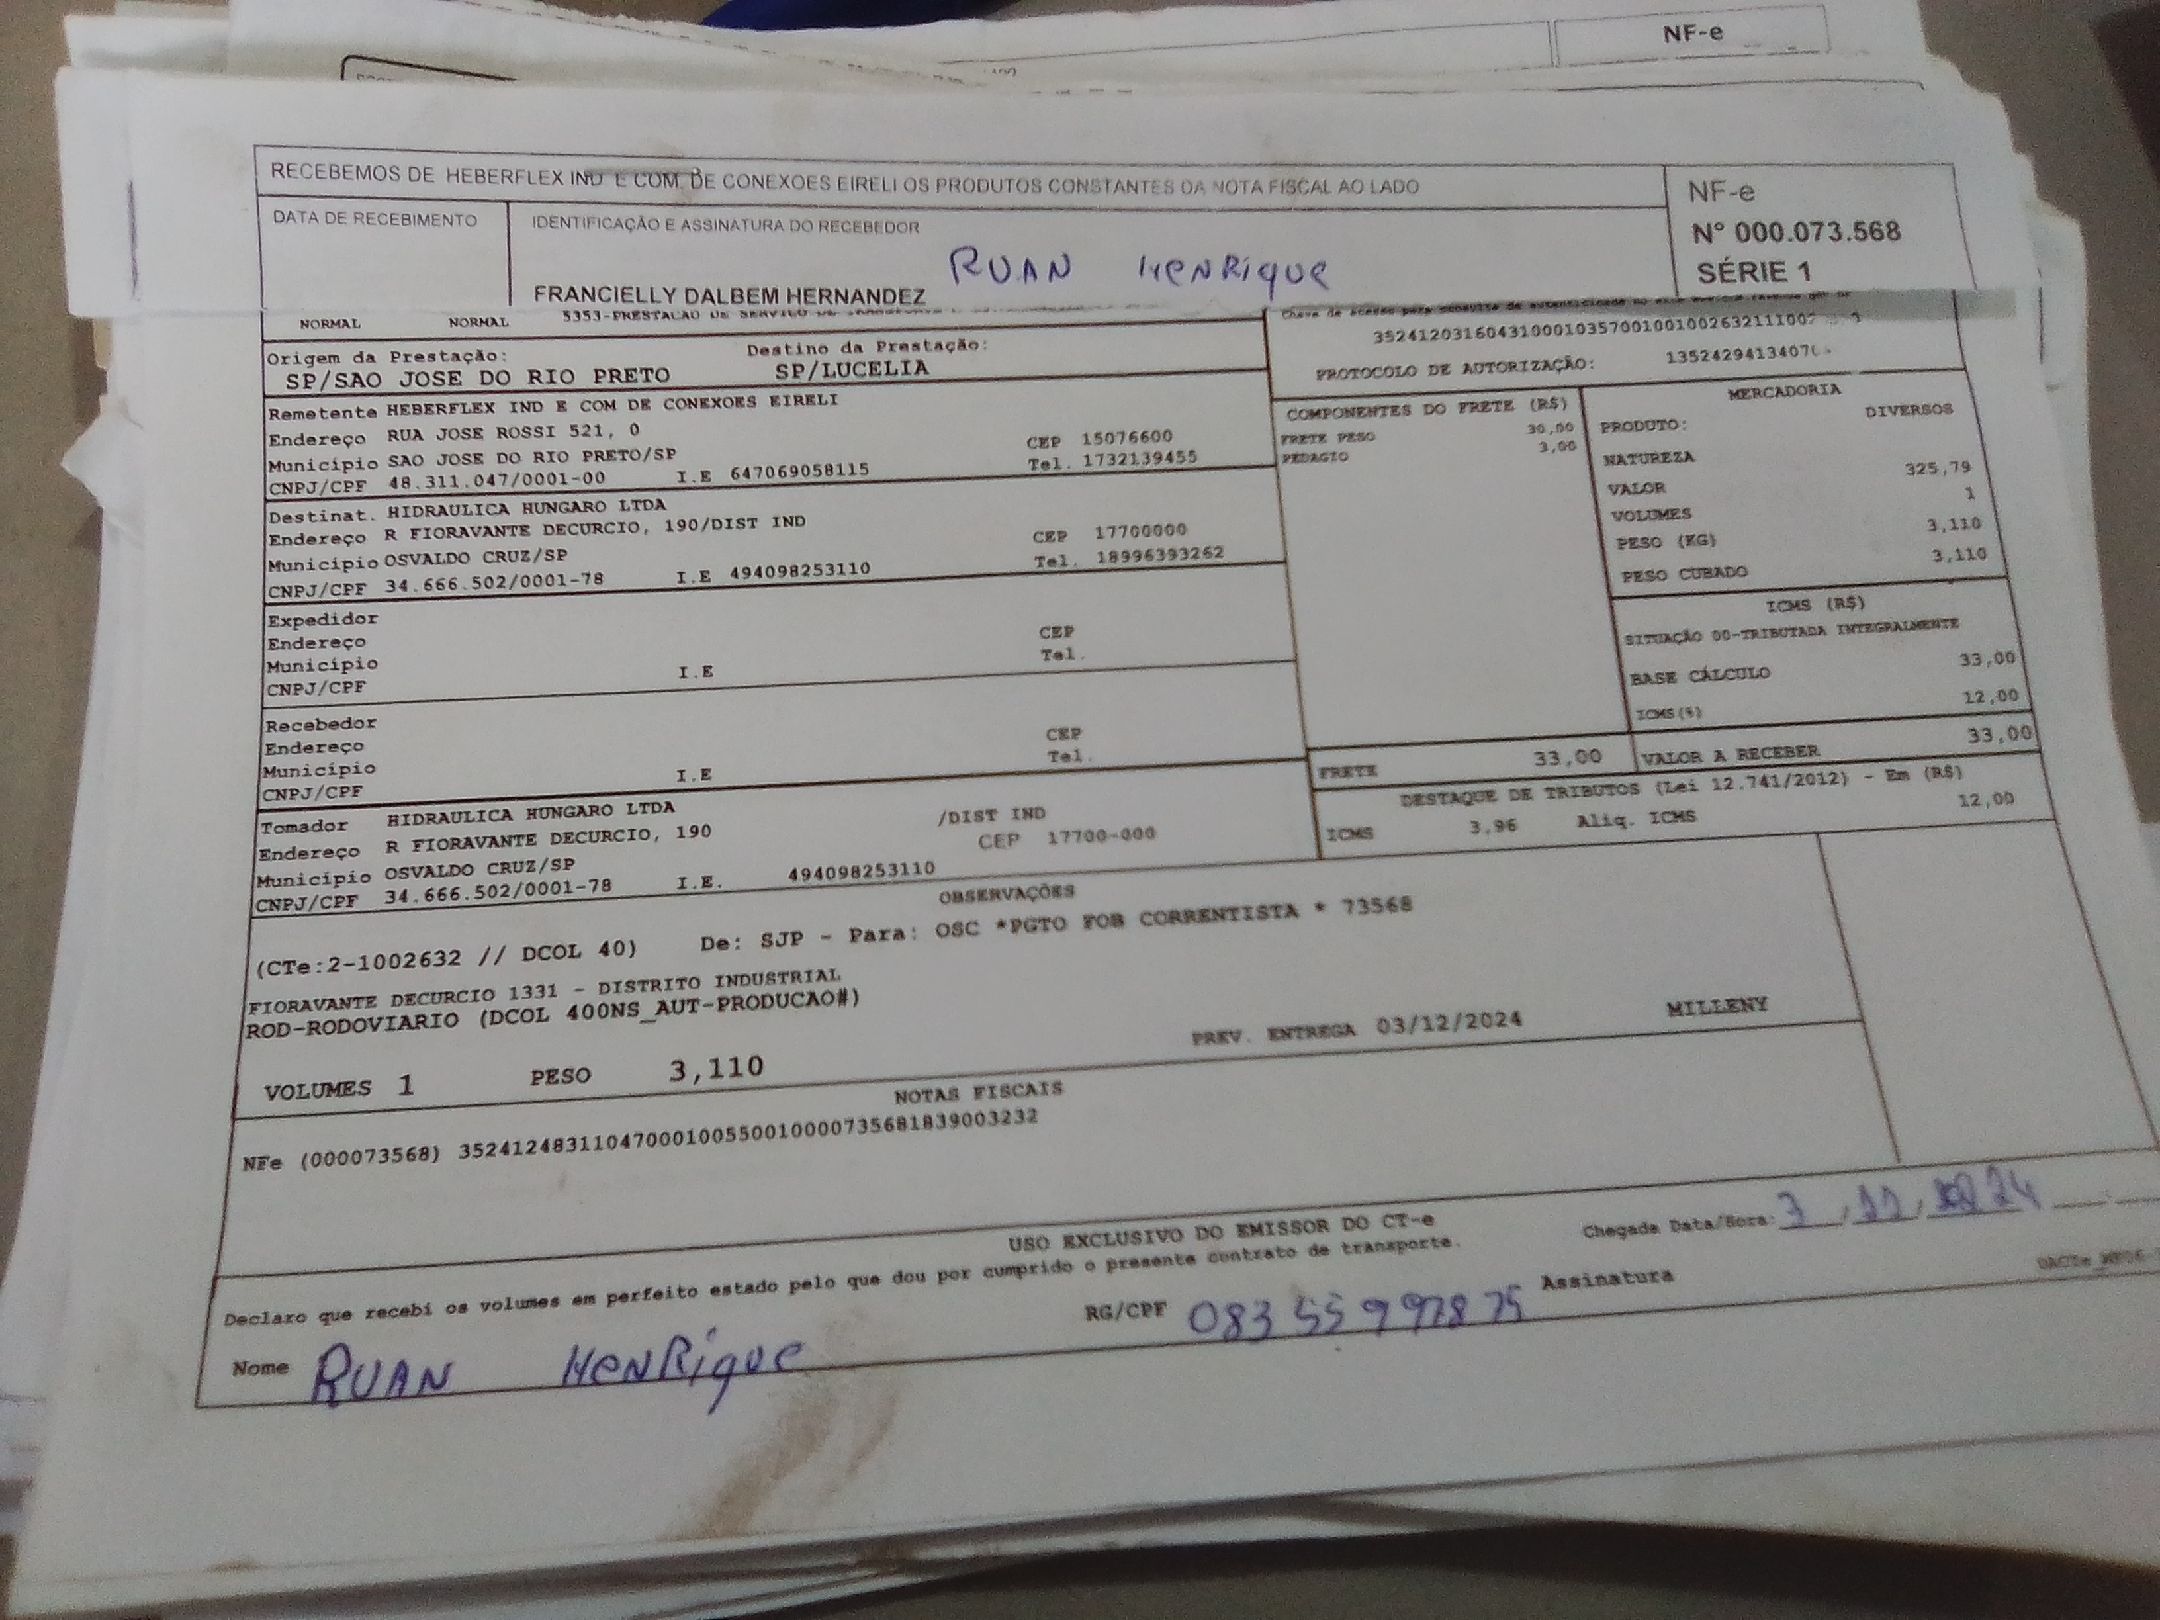 NF-e
RECEBEMOS DE HEBERFLEX IND E COM. DE CONEXOES EIRELI OS PRODUTOS CONSTANTES DA NOTA FISCAL AO LADO
NF-e
Nº 000.073.568
SÉRIE 1
DATA DE RECEBIMENTO
IDENTIFICAÇÃO E ASSINATURA DO RECEBEDOR
RUAN HENRIQUE
FRANCIELLY DALBEM HERNANDEZ
NORMAL NORMAL 5353-PRESTACAO DE SERVICO DE
Chave de acesso para consulta de autenticidade no
PROTOCOLO DE AUTORIZAÇÃO:
Origem da Prestação: Destino da Prestação:
SP/SAO JOSE DO RIO PRETO SP/LUCELIA
Remetente HEBERFLEX IND E COM DE CONEXOES EIRELI
Endereço RUA JOSE ROSSI 521, 0 CEP 15076600
Município SAO JOSE DO RIO PRETO/SP Tel. 1732139455
CNPJ/CPF 48.311.047/0001-00 I.E 647069058115
Destinat. HIDRAULICA HUNGARO LTDA
Endereço R FIORAVANTE DECURCIO, 190/DIST IND CEP 17700000
Município OSVALDO CRUZ/SP Tel. 18996393262
CNPJ/CPF 34.666.502/0001-78 I.E 494098253110
Expedidor
Endereço CEP
Município Tel.
CNPJ/CPF I.E
Recebedor
Endereço CEP
Município Tel.
CNPJ/CPF I.E
Tomador HIDRAULICA HUNGARO LTDA /DIST IND
Endereço R FIORAVANTE DECURCIO, 190 CEP 17700-000
Município OSVALDO CRUZ/SP
CNPJ/CPF 34.666.502/0001-78 I.E. 494098253110
COMPONENTES DO FRETE (R$)
FRETE PESO 30,00
PEDAGIO 3,00
MERCADORIA
PRODUTO: DIVERSOS
NATUREZA
VALOR 325,79
VOLUMES 1
PESO (KG) 3,110
PESO CUBADO 3,110
ICMS (R$)
SITUAÇÃO 00-TRIBUTADA INTEGRALMENTE
BASE CÁLCULO 33,00
ICMS(%) 12,00
FRETE 33,00 VALOR A RECEBER 33,00
DESTAQUE DE TRIBUTOS (Lei 12.741/2012) - Em (R$)
ICMS 3.96 Aliq. ICMS 12,00
OBSERVAÇÕES
(CTe:2-1002632 // DCOL 40) De: SJP - Para: OSC *PGTO FOB CORRENTISTA * 73568
FIORAVANTE DECURCIO 1331 - DISTRITO INDUSTRIAL
ROD-RODOVIARIO (DCOL 400NS_AUT-PRODUCAO#)
PREV. ENTREGA 03/12/2024 MILLENY
VOLUMES 1 PESO 3,110
NOTAS FISCAIS
NFe (000073568) 35241248311047000100550010000735681839003232
USO EXCLUSIVO DO EMISSOR DO CT-e
Chegada Data/Hora:
Declaro que recebi os volumes em perfeito estado pelo que dou por cumprido o presente contrato de transporte.
Nome RUAN HENRIQUE RG/CPF Assinatura